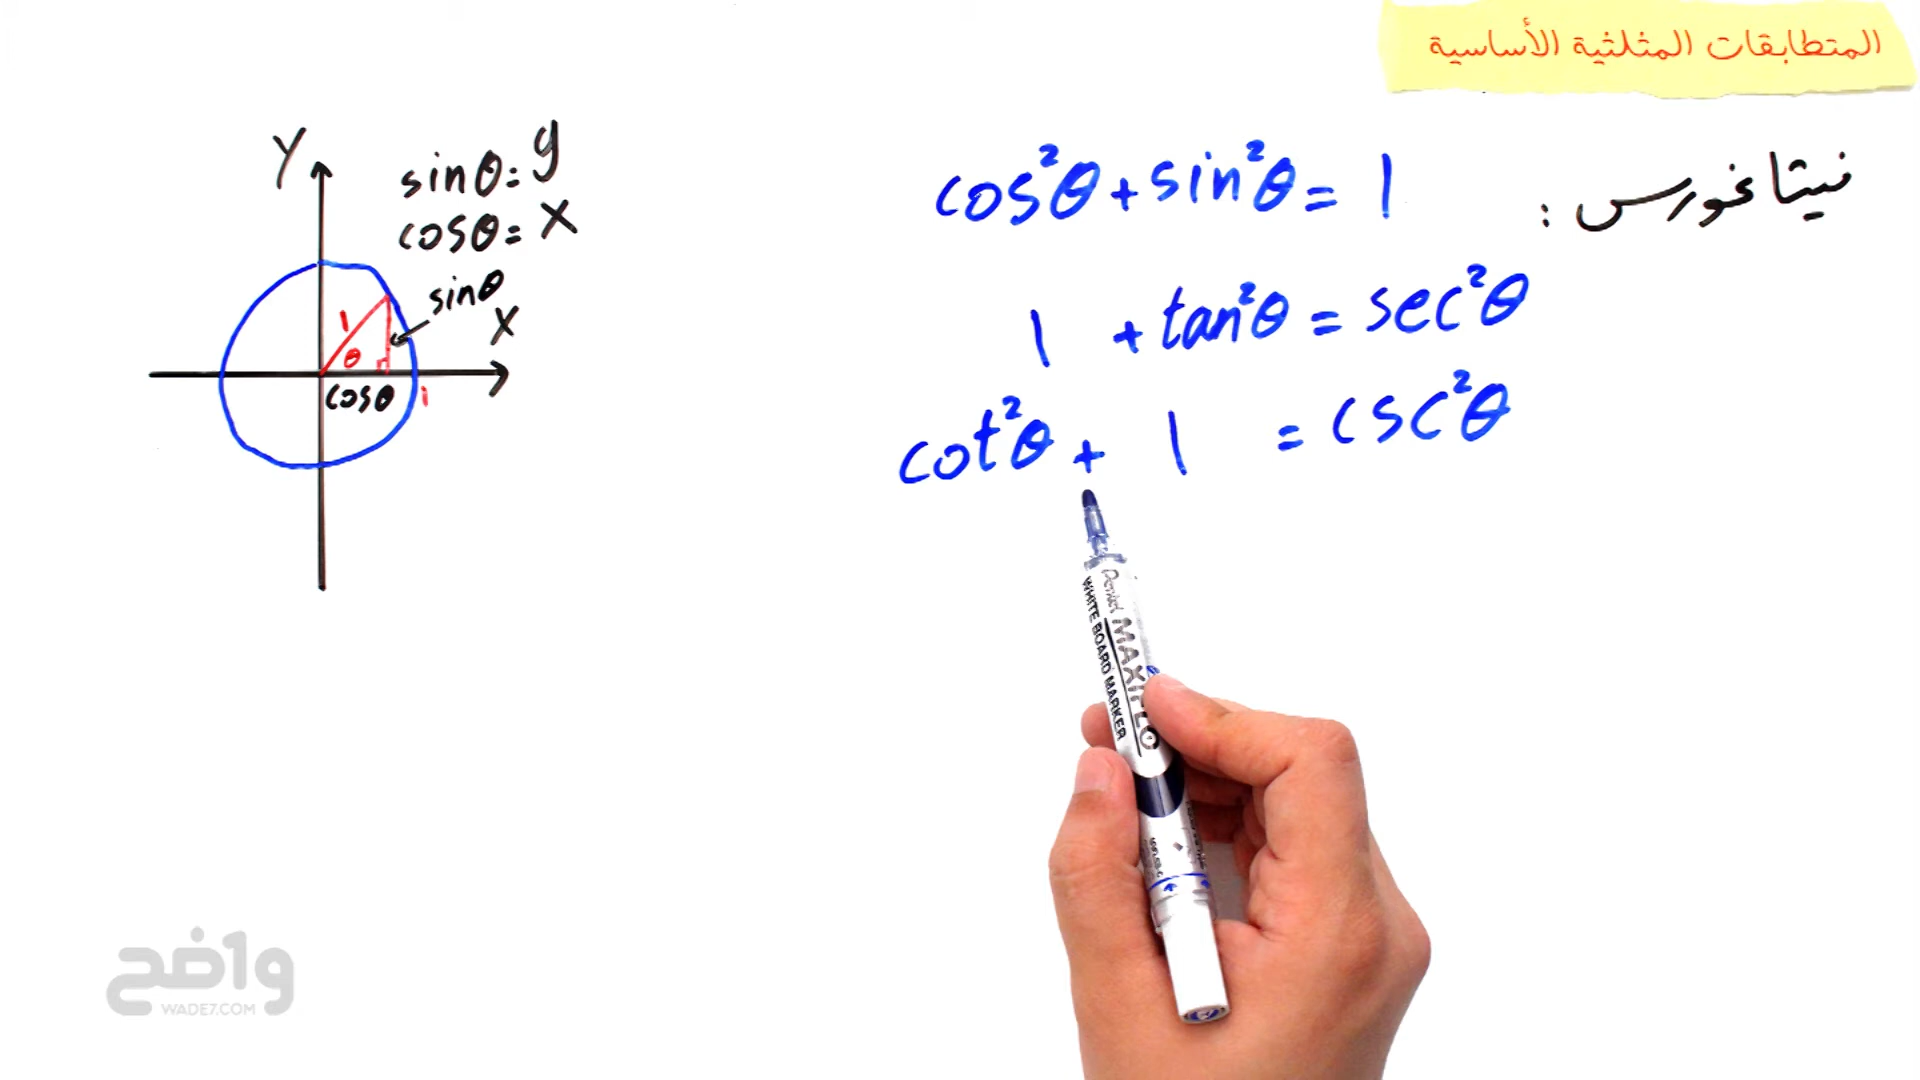 المتطابقات المثلثية الأساسية
فيثاغورس :
cos²θ + sin²θ = 1
1 + tan²θ = sec²θ
cot²θ + 1 = csc²θ
Y
sinθ = y
cosθ = x
sinθ
X
1
θ
cosθ
1
Pentel MAXIFLO
WHITE BOARD MARKER
واضح
WADE7.COM